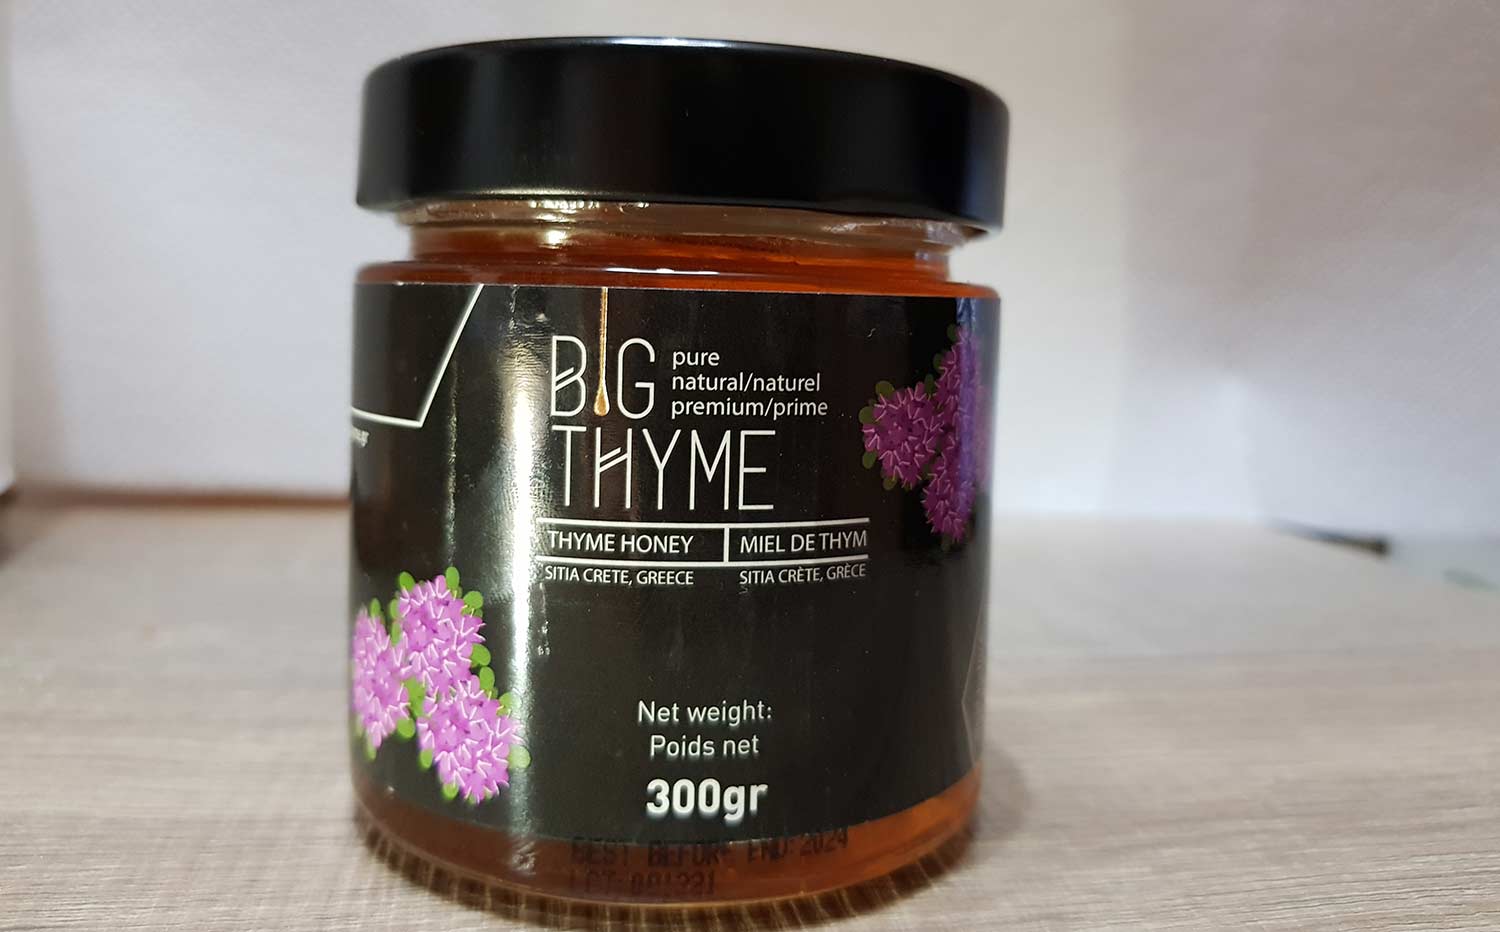 BIG
pure
natural/naturel
premium/prime
THYME
THYME HONEY
MIEL DE THYM
SITIA CRETE, GREECE
SITIA CRÈTE, GRÈCE
Net weight:
Poids net
300gr
BEST BEFORE END: 2024
LOT: